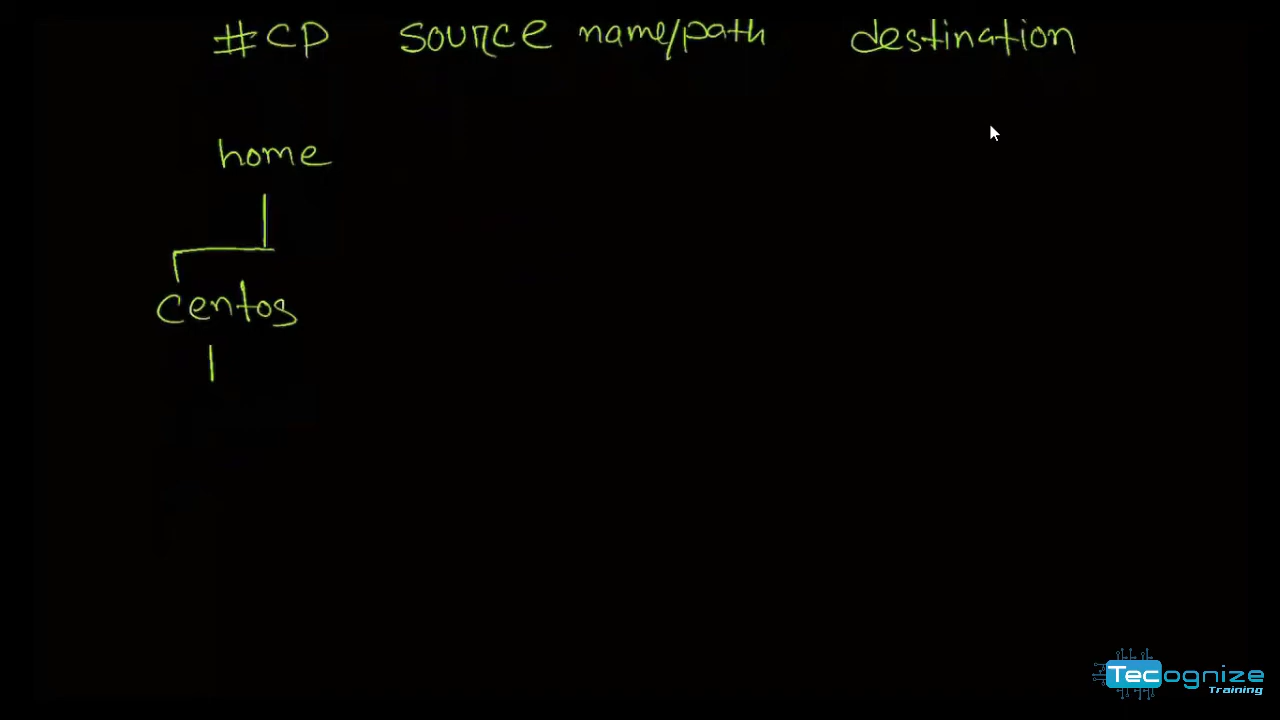 #CP source name/path destination
home
centos
Tecognize
Training